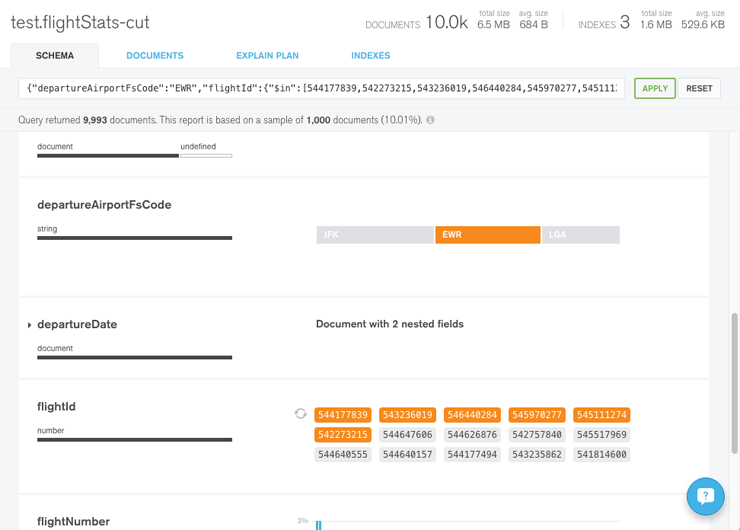 test.flightStats-cut
DOCUMENTS 10.0k total size 6.5 MB avg. size 684 B INDEXES 3 total size 1.6 MB avg. size 529.6 KB
SCHEMA DOCUMENTS EXPLAIN PLAN INDEXES
{"departureAirportFsCode":"EWR","flightId":{"$in":[544177839,542273215,543236019,546440284,545970277,545111 APPLY RESET
Query returned 9,993 documents. This report is based on a sample of 1,000 documents (10.01%).
document undefined
departureAirportFsCode
string
JFK EWR LGA
departureDate Document with 2 nested fields
document
flightId
number
544177839 543236019 546440284 545970277 545111274
542273215 544647606 544626876 542757840 545517969
544640555 544640157 544177494 543235862 541814600
flightNumber 2%